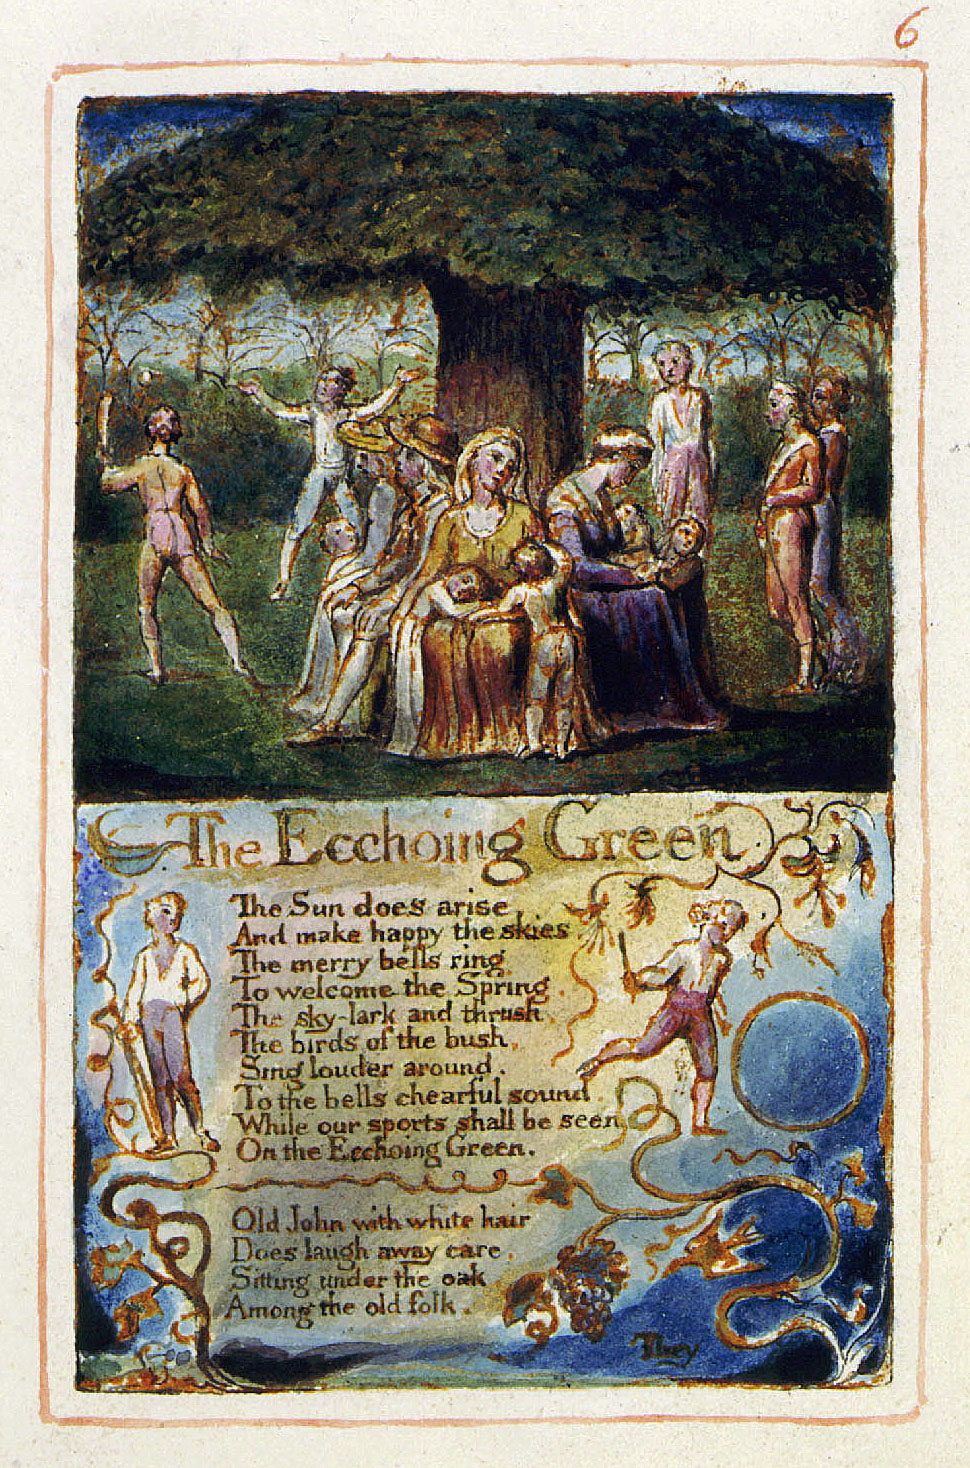 6
The Ecchoing Green
The Sun does arise
And make happy the skies
The merry bells ring
To welcome the Spring.
The sky-lark and thrush
The birds of the bush,
Sing louder around.
To the bells chearful sound.
While our sports shall be seen
On the Ecchoing Green.
Old John with white hair
Does laugh away care,
Sitting under the oak
Among the old folk.
They